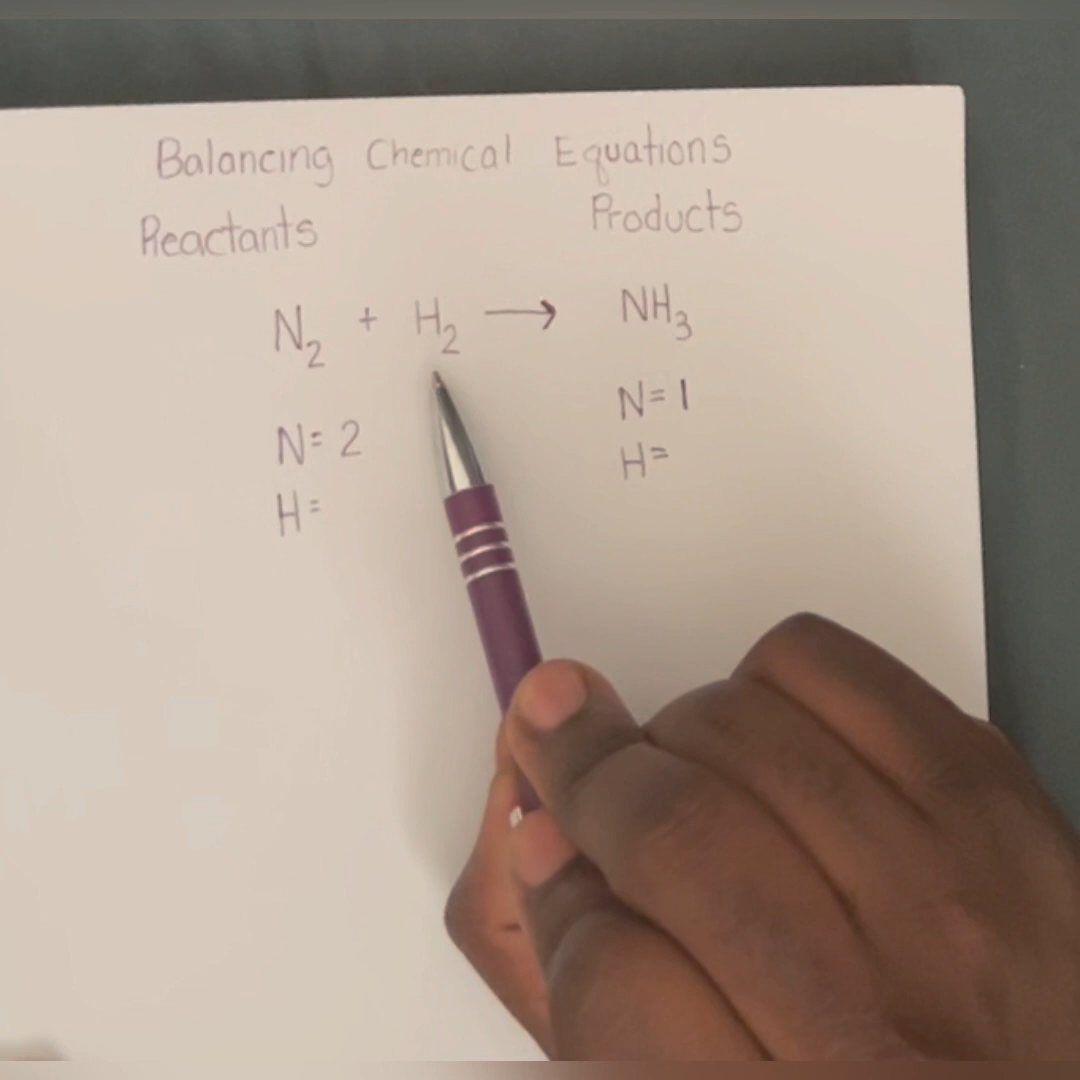 Balancing Chemical Equations
Reactants Products
N₂ + H₂ → NH₃
N= 2 N= 1
H= H=